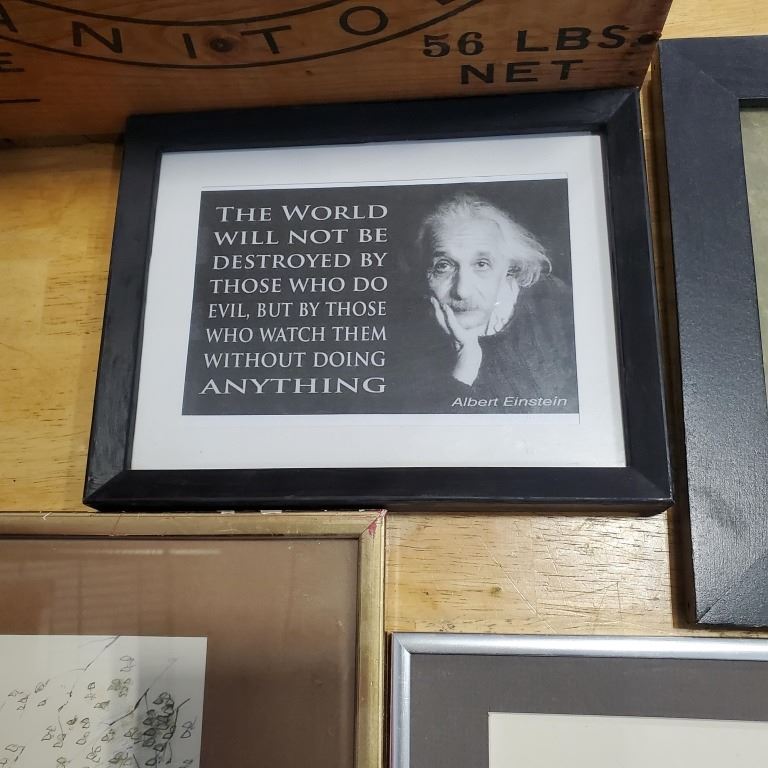 ANITO
56 LBS.
NET
E
THE WORLD
WILL NOT BE
DESTROYED BY
THOSE WHO DO
EVIL, BUT BY THOSE
WHO WATCH THEM
WITHOUT DOING
ANYTHING
Albert Einstein